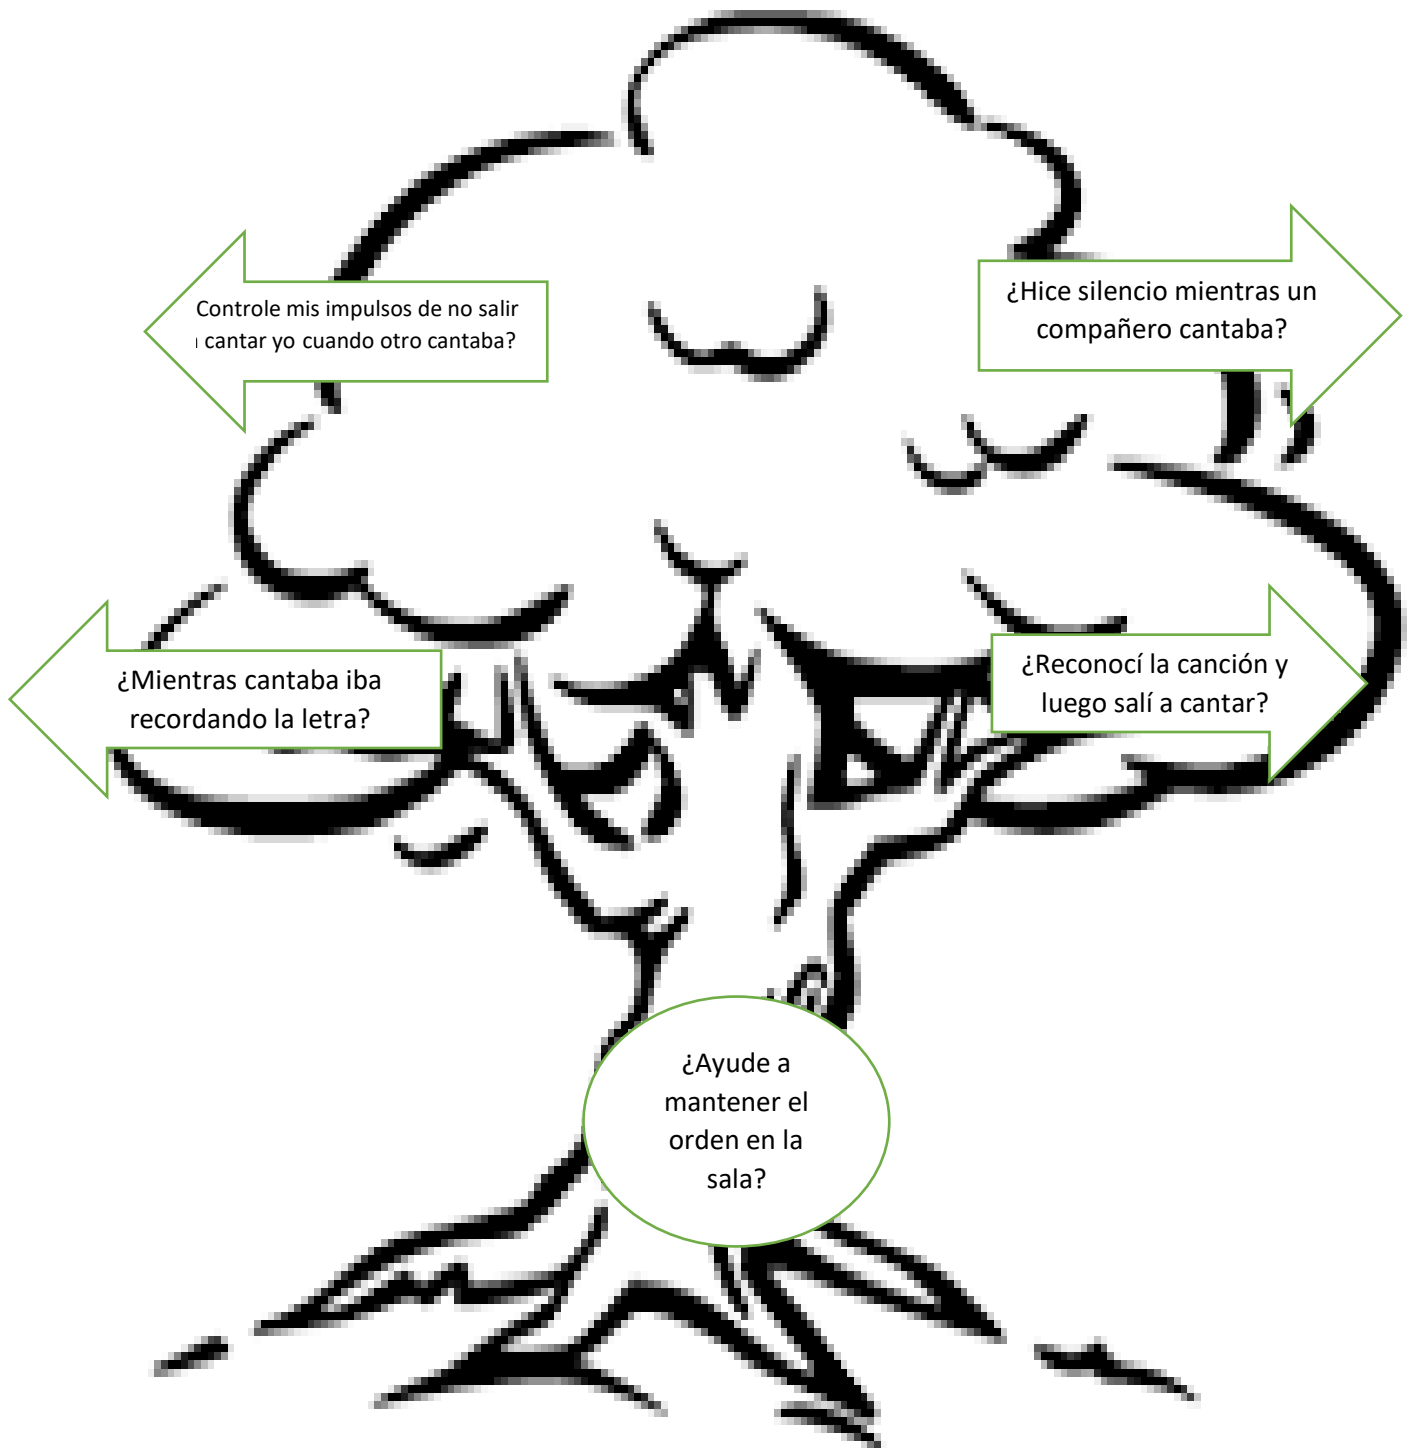 Controle mis impulsos de no salir
cantar yo cuando otro cantaba?
¿Hice silencio mientras un
compañero cantaba?
¿Mientras cantaba iba
recordando la letra?
¿Reconocí la canción y
luego salí a cantar?
¿Ayude a
mantener el
orden en la
sala?